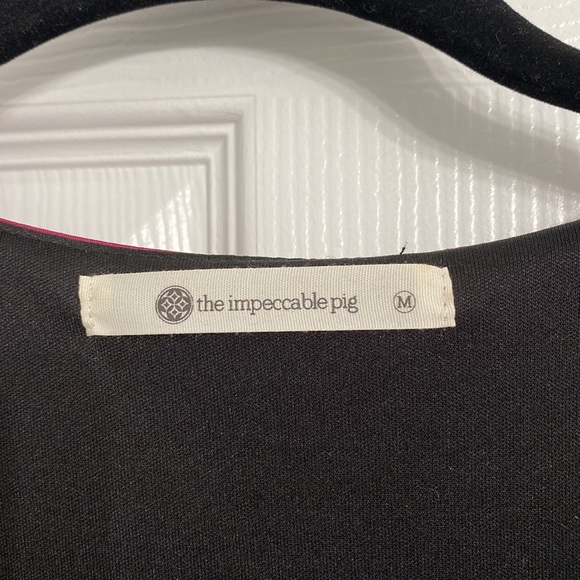 the impeccable pig M